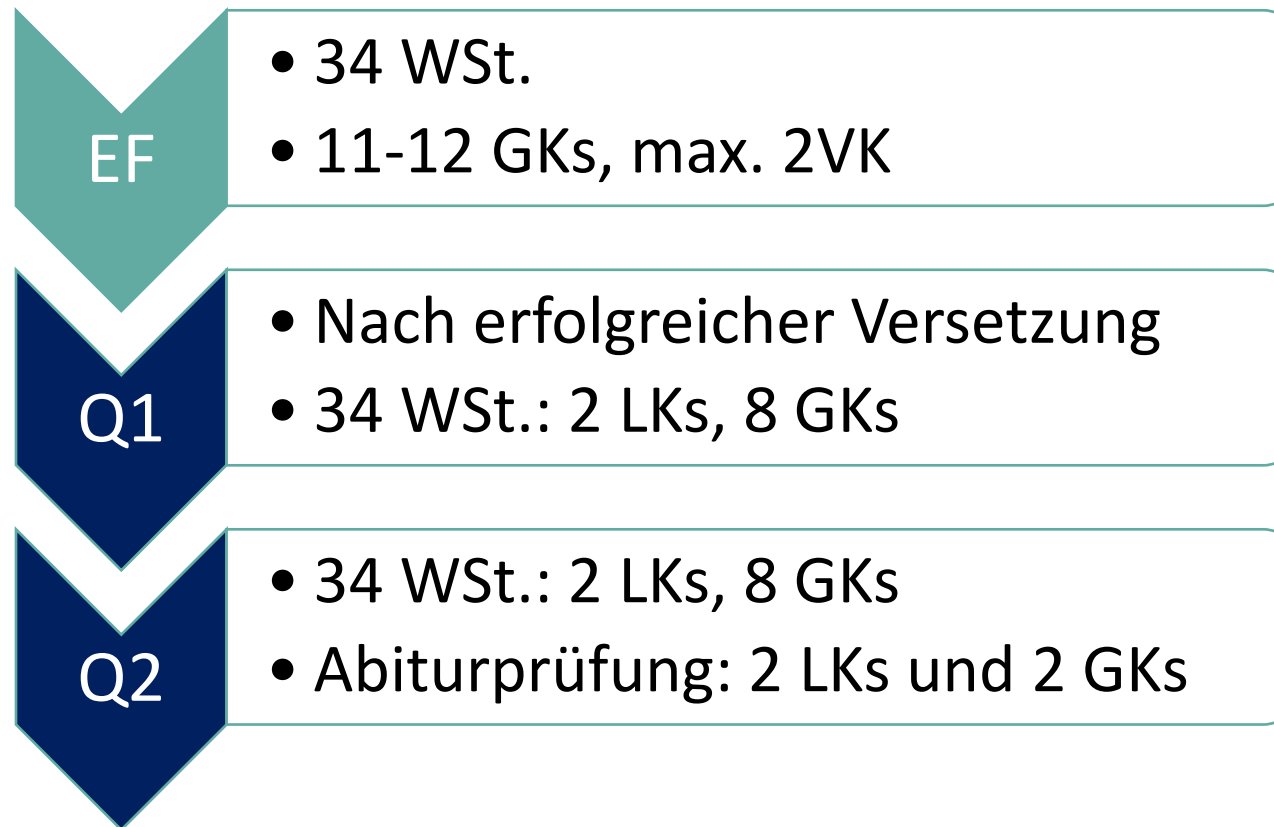 EF
• 34 WSt.
• 11-12 GKs, max. 2VK
Q1
• Nach erfolgreicher Versetzung
• 34 WSt.: 2 LKs, 8 GKs
Q2
• 34 WSt.: 2 LKs, 8 GKs
• Abiturprüfung: 2 LKs und 2 GKs